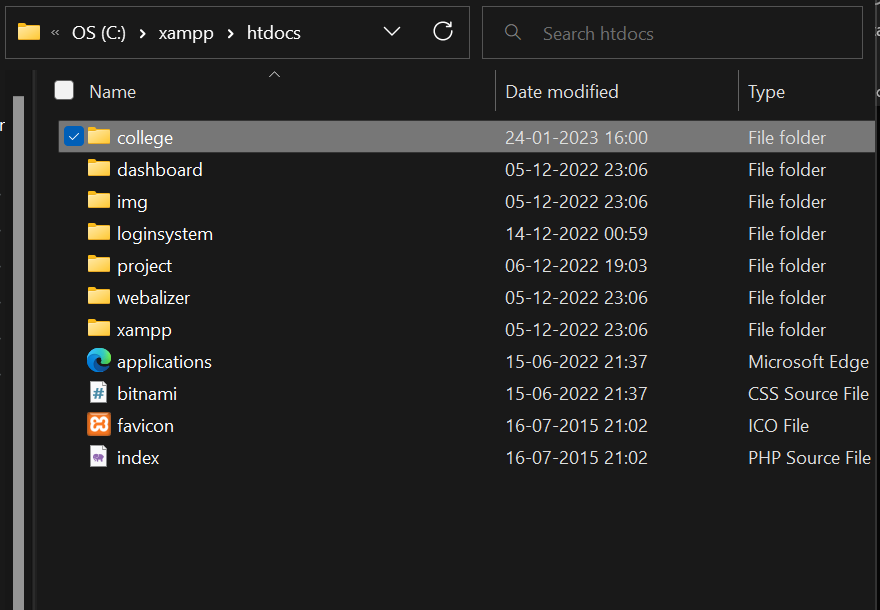 « OS (C:) › xampp › htdocs
Search htdocs
Name Date modified Type
college 24-01-2023 16:00 File folder
dashboard 05-12-2022 23:06 File folder
img 05-12-2022 23:06 File folder
loginsystem 14-12-2022 00:59 File folder
project 06-12-2022 19:03 File folder
webalizer 05-12-2022 23:06 File folder
xampp 05-12-2022 23:06 File folder
applications 15-06-2022 21:37 Microsoft Edge
bitnami 15-06-2022 21:37 CSS Source File
favicon 16-07-2015 21:02 ICO File
index 16-07-2015 21:02 PHP Source File